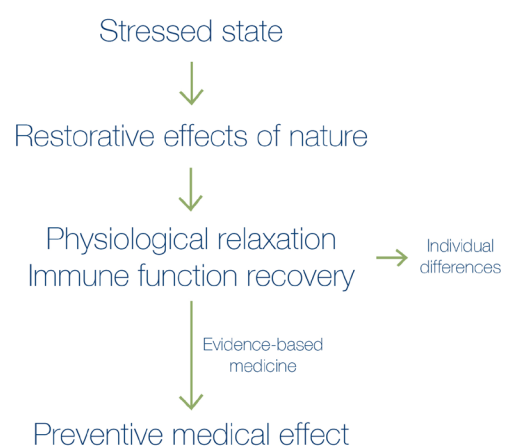 Stressed state
Restorative effects of nature
Physiological relaxation
Immune function recovery
Individual
differences
Evidence-based
medicine
Preventive medical effect